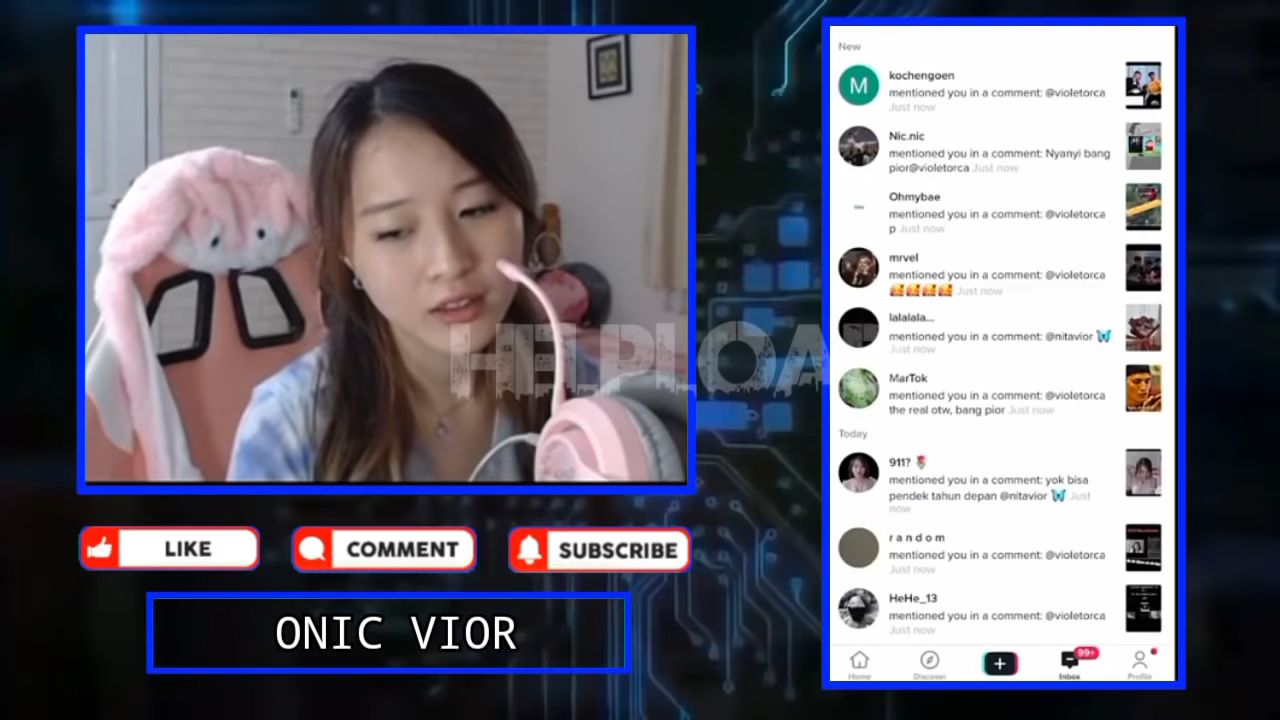 LIKE
COMMENT
SUBSCRIBE
ONIC VIOR
New
M
kochengoen
mentioned you in a comment: @violetorca
Just now
Nic.nic
mentioned you in a comment: Nyanyi bang
pior@violetorca Just now
Ohmybae
mentioned you in a comment: @violetorca
p Just now
mrvel
mentioned you in a comment: @violetorca
🥰🥰🥰🥰 Just now
lalalala...
mentioned you in a comment: @nitavior 🦋
Just now
MarTok
mentioned you in a comment: @violetorca
the real otw, bang pior Just now
Today
911? 🌷
mentioned you in a comment: yok bisa
pendek tahun depan @nitavior 🦋 Just
now
r a n d o m
mentioned you in a comment: @violetorca
Just now
HeHe_13
mentioned you in a comment: @violetorca
Just now
99+
Home
Discover
Inbox
Profile